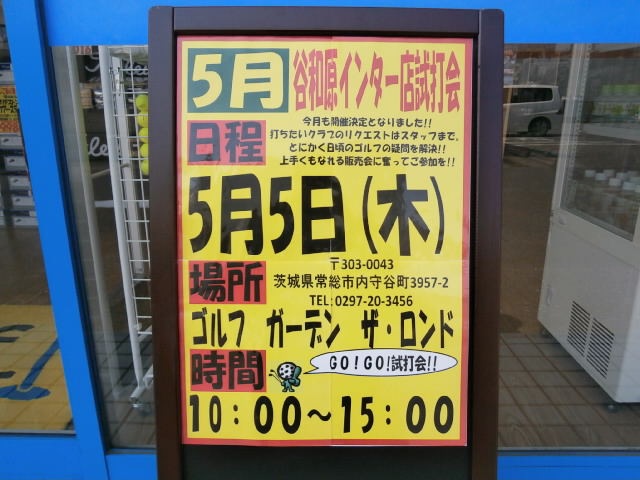 5月 谷和原インター店試打会
今月も開催決定となりました!!
打ちたいクラブのリクエストはスタッフまで。
とにかく日頃のゴルフの疑問を解決!!
上手くもなれる販売会に奮ってご参加を!!
日程
5月5日(木)
〒303-0043
茨城県常総市内守谷町3957-2
TEL:0297-20-3456
場所
ゴルフ ガーデン ザ・ロンド
時間
GO!GO!試打会!!
10:00~15:00